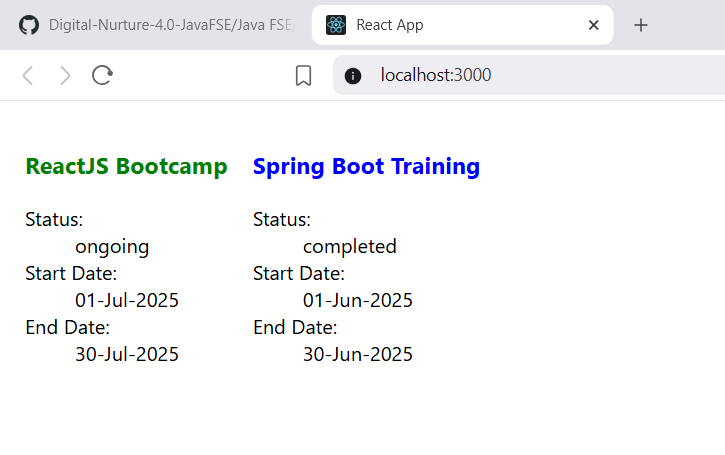 Digital-Nurture-4.0-JavaFSE/Java FSE/
React App
localhost:3000
ReactJS Bootcamp
Status:
ongoing
Start Date:
01-Jul-2025
End Date:
30-Jul-2025
Spring Boot Training
Status:
completed
Start Date:
01-Jun-2025
End Date:
30-Jun-2025